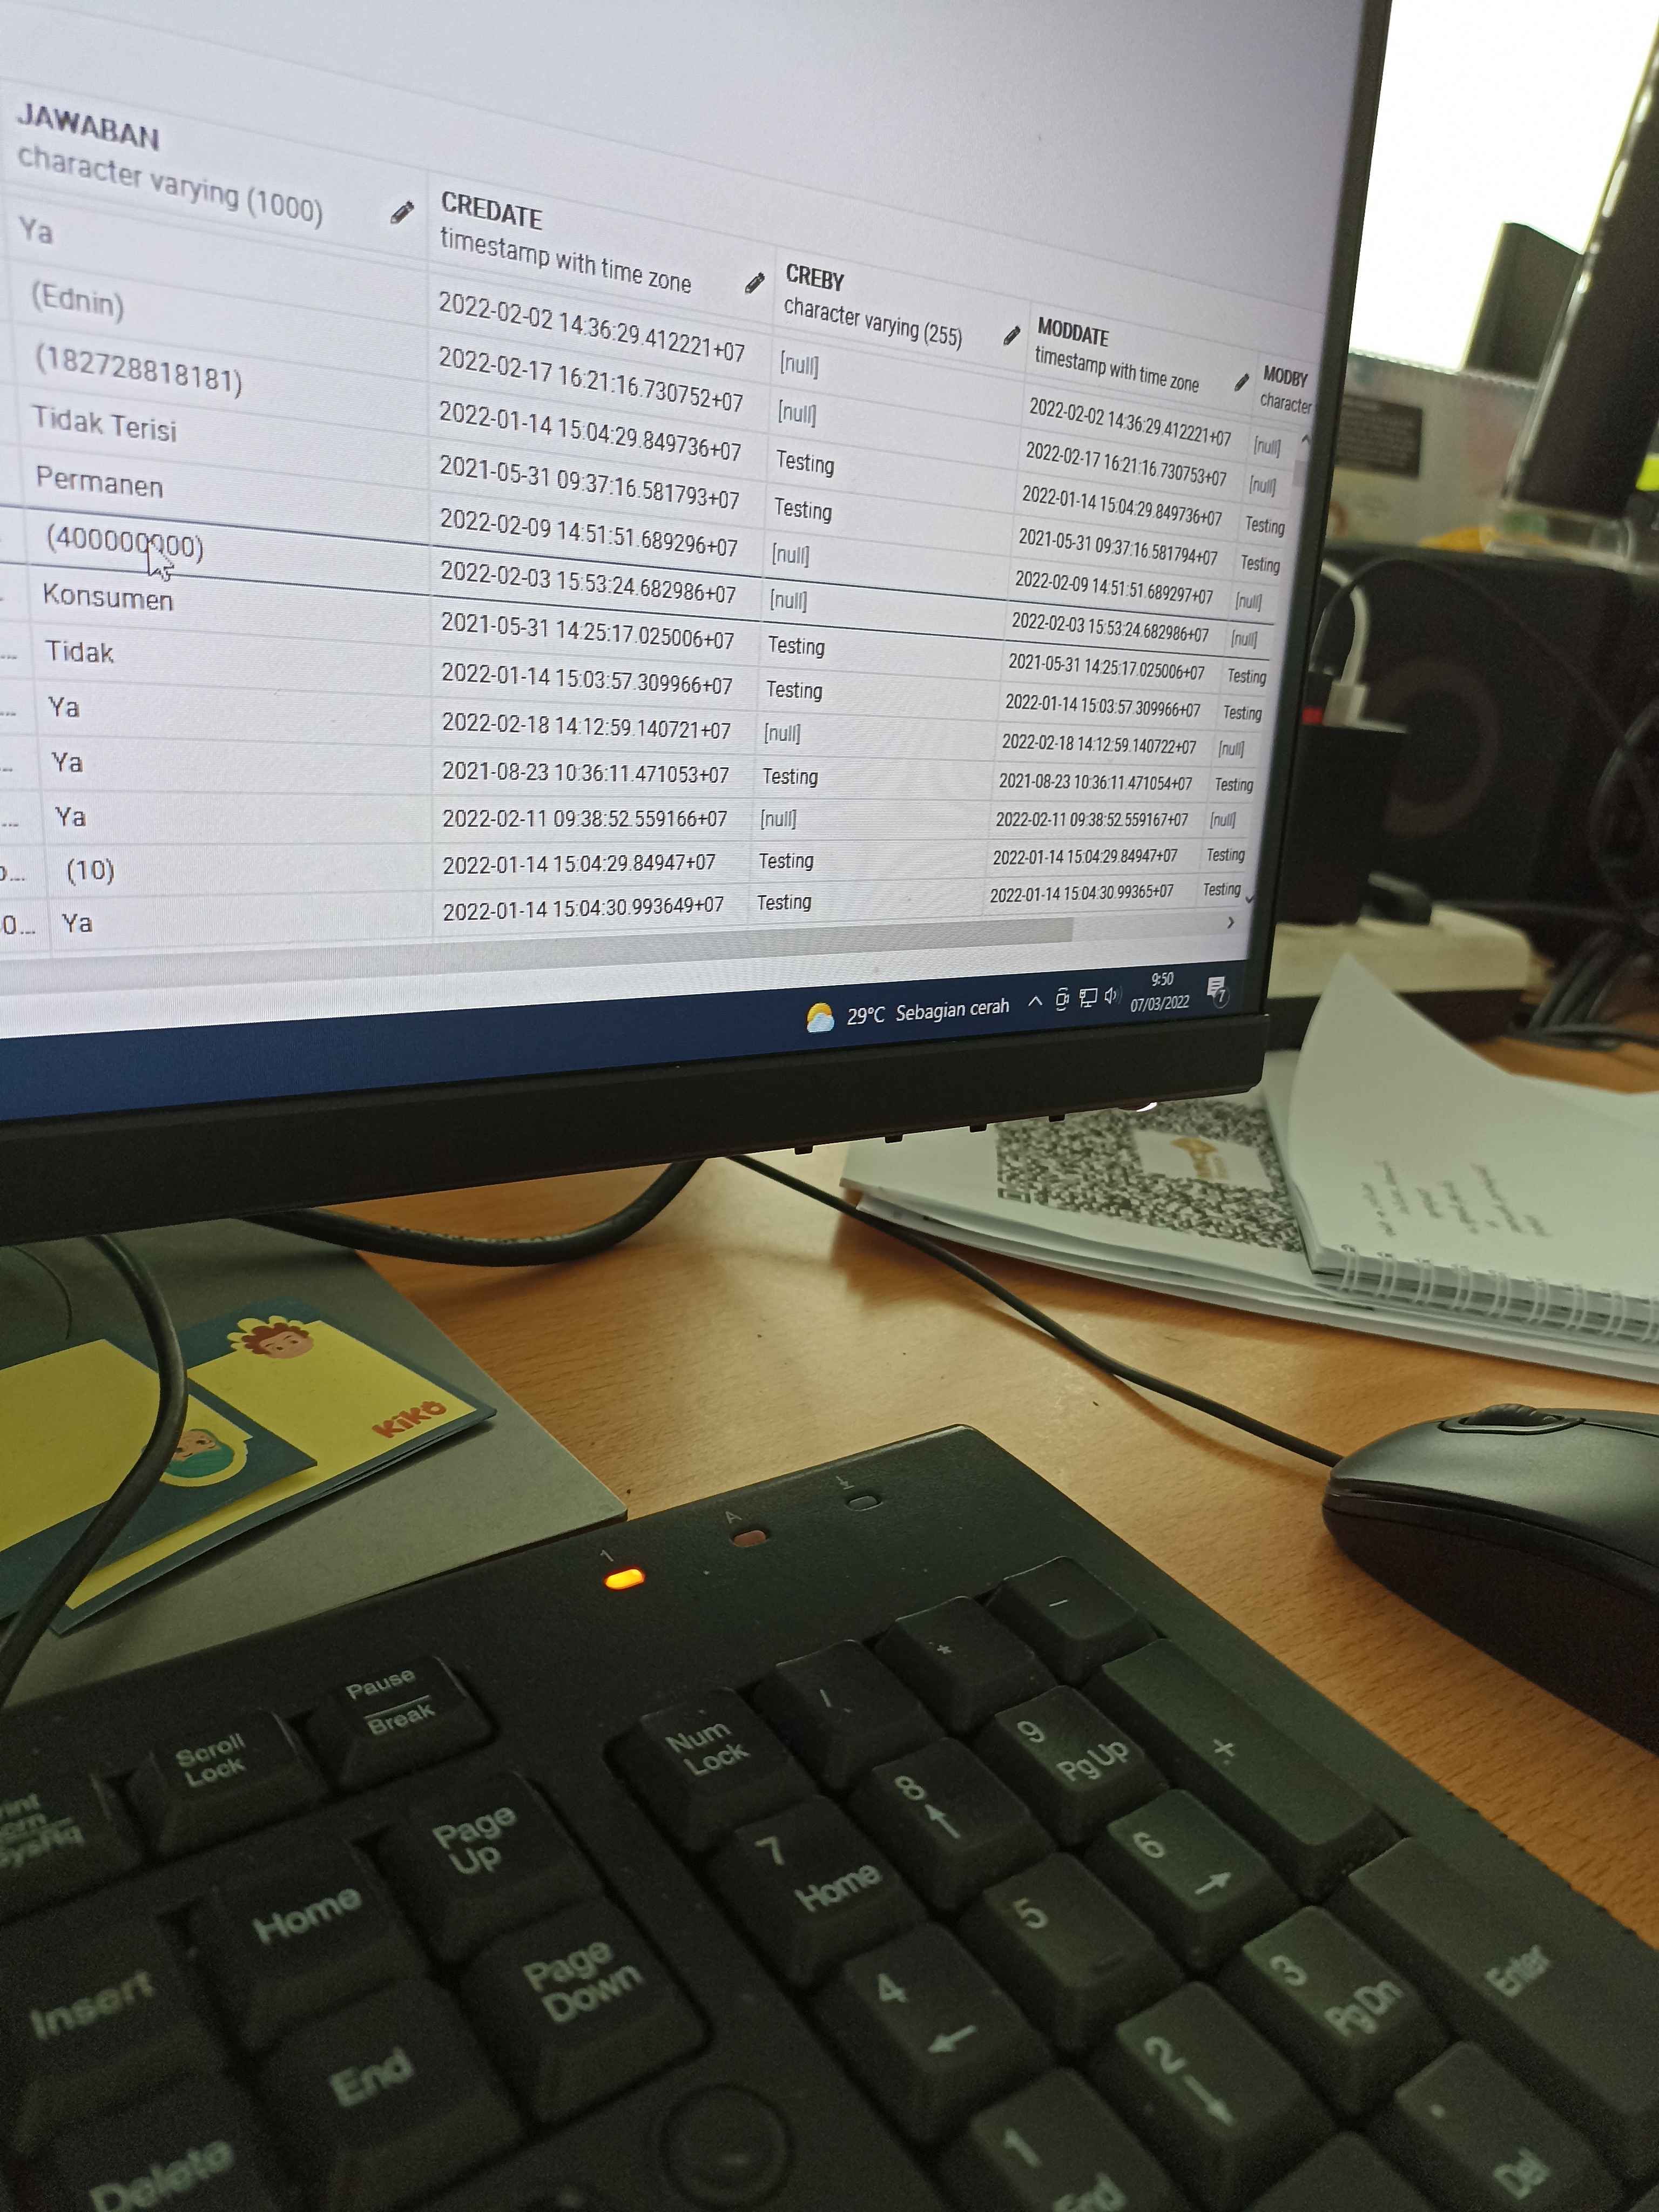 JAWABAN
character varying (1000)
CREDATE
timestamp with time zone
CREBY
character varying (255)
MODDATE
timestamp with time zone
MODBY
character
Ya 2022-02-02 14:36:29.412221+07 [null] 2022-02-02 14:36:29.412221+07 [null]
(Ednin) 2022-02-17 16:21:16.730752+07 [null] 2022-02-17 16:21:16.730753+07 [null]
(182728818181) 2022-01-14 15:04:29.849736+07 Testing 2022-01-14 15:04:29.849736+07 Testing
Tidak Terisi 2021-05-31 09:37:16.581793+07 Testing 2021-05-31 09:37:16.581794+07 Testing
Permanen 2022-02-09 14:51:51.689296+07 [null] 2022-02-09 14:51:51.689297+07 [null]
(400000000) 2022-02-03 15:53:24.682986+07 [null] 2022-02-03 15:53:24.682986+07 [null]
Konsumen 2021-05-31 14:25:17.025006+07 Testing 2021-05-31 14:25:17.025006+07 Testing
... Tidak 2022-01-14 15:03:57.309966+07 Testing 2022-01-14 15:03:57.309966+07 Testing
... Ya 2022-02-18 14:12:59.140721+07 [null] 2022-02-18 14:12:59.140722+07 [null]
... Ya 2021-08-23 10:36:11.471053+07 Testing 2021-08-23 10:36:11.471054+07 Testing
... Ya 2022-02-11 09:38:52.559166+07 [null] 2022-02-11 09:38:52.559167+07 [null]
... (10) 2022-01-14 15:04:29.84947+07 Testing 2022-01-14 15:04:29.84947+07 Testing
0... Ya 2022-01-14 15:04:30.993649+07 Testing 2022-01-14 15:04:30.99365+07 Testing
29°C Sebagian cerah
9:50
07/03/2022
7
KiKO
1
A
Pause
Break
Scroll
Lock
Num
Lock
/
*
-
+
Page
Up
Home
Insert
Page
Down
End
Delete
7
Home
8
9
PgUp
4
5
6
1
End
2
3
PgDn
Enter
.
Del